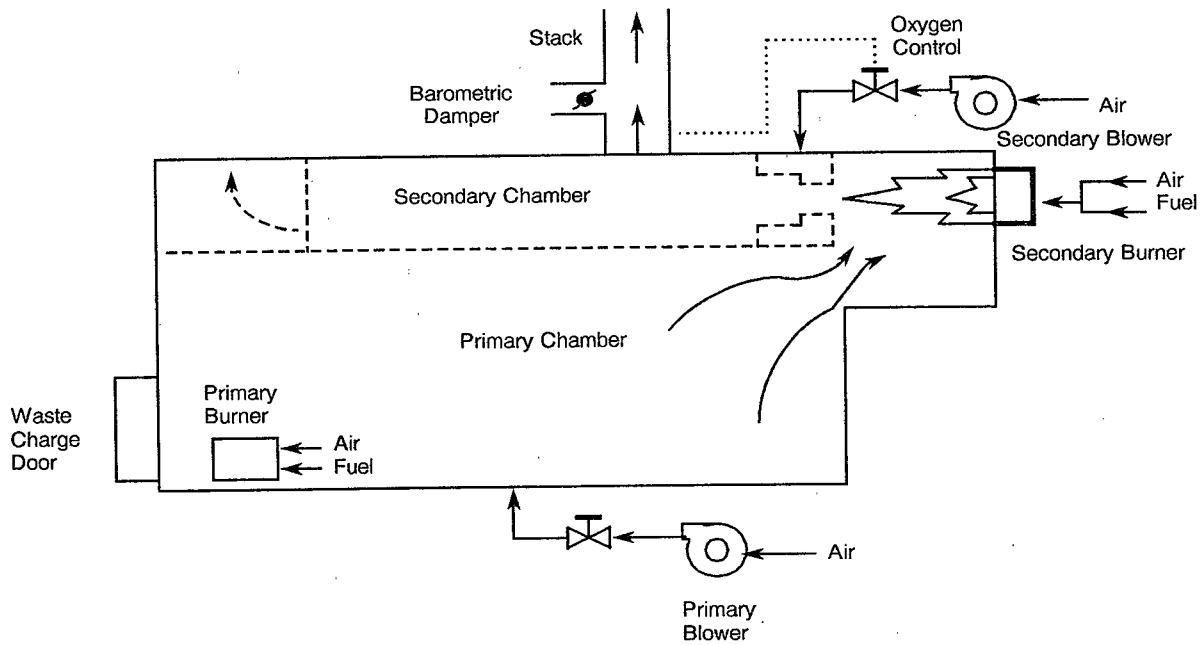 Stack
Oxygen
Control
Barometric
Damper
Air
Secondary Blower
Secondary Chamber
Air
Fuel
Secondary Burner
Primary Chamber
Primary
Burner
Waste
Charge
Door
Air
Fuel
Air
Primary
Blower